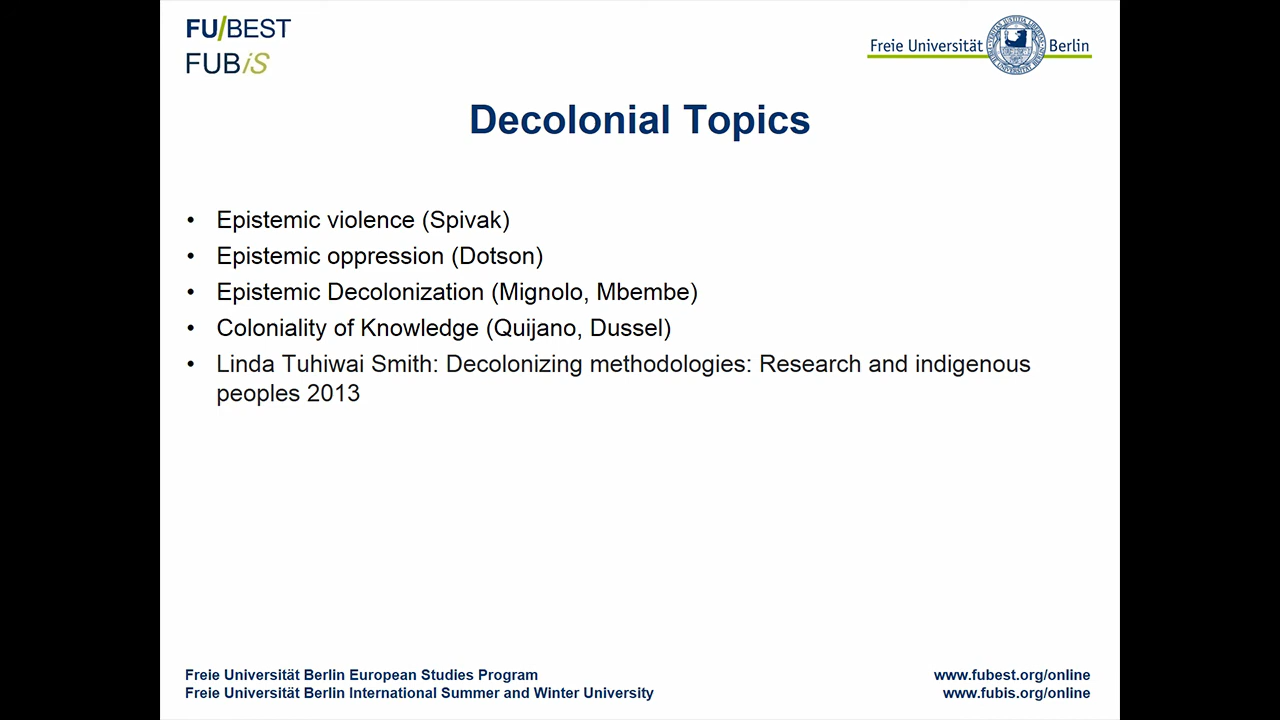 FU/BEST
FUBiS
Freie Universität Berlin
Decolonial Topics
• Epistemic violence (Spivak)
• Epistemic oppression (Dotson)
• Epistemic Decolonization (Mignolo, Mbembe)
• Coloniality of Knowledge (Quijano, Dussel)
• Linda Tuhiwai Smith: Decolonizing methodologies: Research and indigenous
peoples 2013
Freie Universität Berlin European Studies Program
Freie Universität Berlin International Summer and Winter University
www.fubest.org/online
www.fubis.org/online